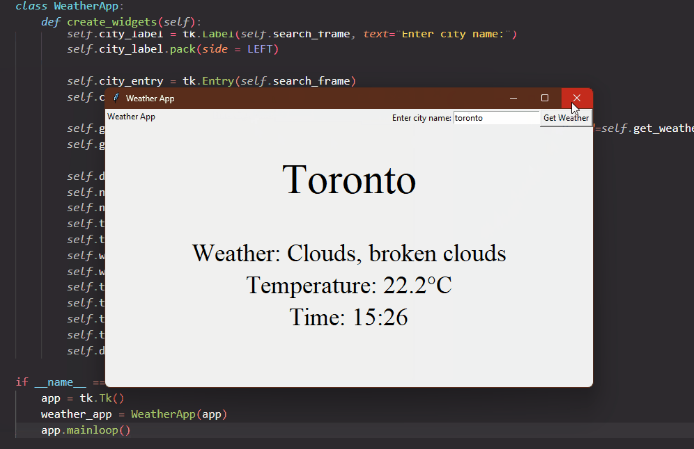 class WeatherApp:
def create_widgets(self):
self.city_label = tk.Label(self.search_frame, text="Enter city name:")
self.city_label.pack(side = LEFT)
self.city_entry = tk.Entry(self.search_frame)
self.c
Weather App
Weather App Enter city name: toronto Get Weather
self.g =self.get_weathe
self.g
Toronto
self.d
self.n
self.n
self.t
self.t
Weather: Clouds, broken clouds
self.w
self.w
Temperature: 22.2°C
self.t
self.t
Time: 15:26
self.t
self.t
self.d
if __name__ ==
app = tk.Tk()
weather_app = WeatherApp(app)
app.mainloop()